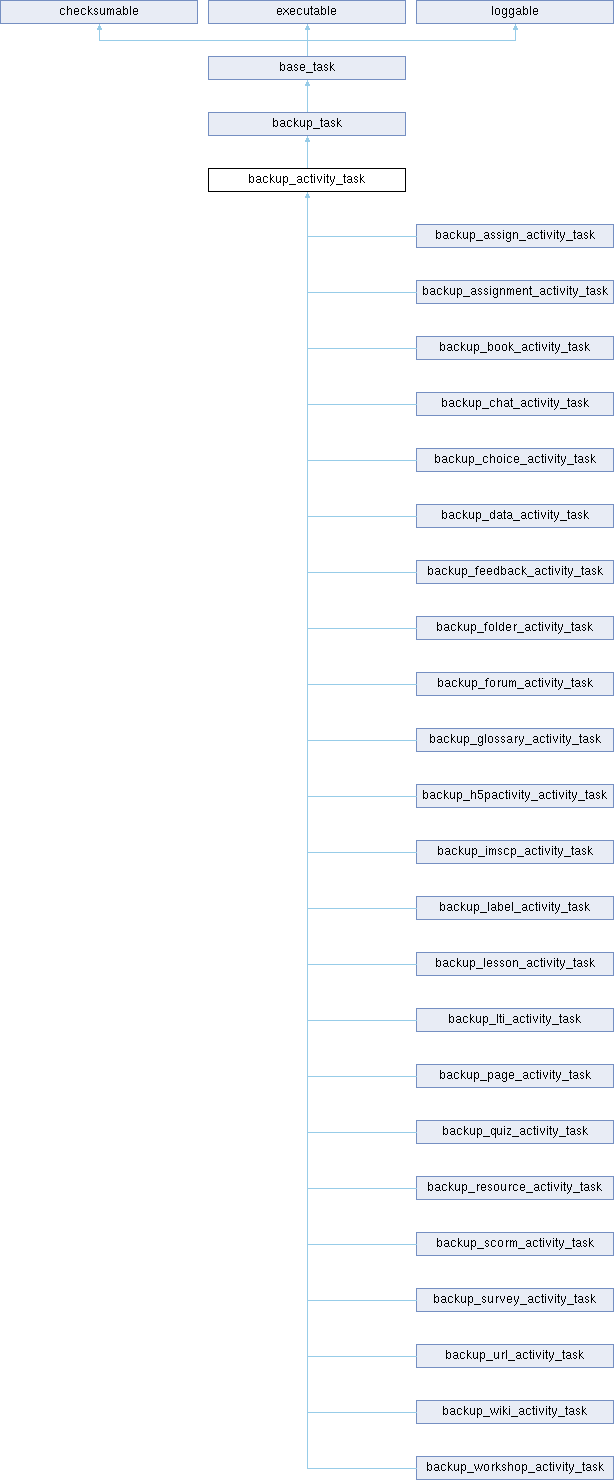 checksumable executable loggable
base_task
backup_task
backup_activity_task
backup_assign_activity_task
backup_assignment_activity_task
backup_book_activity_task
backup_chat_activity_task
backup_choice_activity_task
backup_data_activity_task
backup_feedback_activity_task
backup_folder_activity_task
backup_forum_activity_task
backup_glossary_activity_task
backup_h5pactivity_activity_task
backup_imscp_activity_task
backup_label_activity_task
backup_lesson_activity_task
backup_lti_activity_task
backup_page_activity_task
backup_quiz_activity_task
backup_resource_activity_task
backup_scorm_activity_task
backup_survey_activity_task
backup_url_activity_task
backup_wiki_activity_task
backup_workshop_activity_task